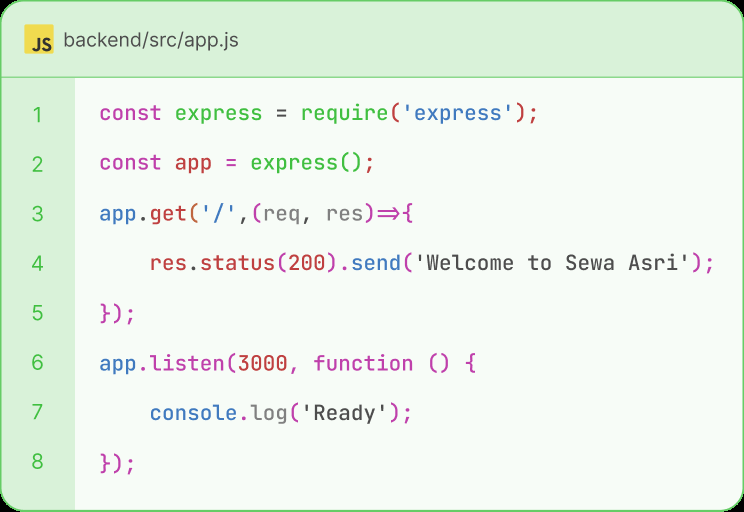 JS backend/src/app.js
1 const express = require('express');
2 const app = express();
3 app.get('/',(req, res)=>{
4     res.status(200).send('Welcome to Sewa Asri');
5 });
6 app.listen(3000, function () {
7     console.log('Ready');
8 });